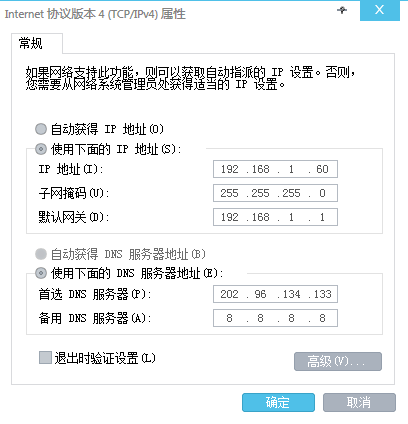 Internet 协议版本 4 (TCP/IPv4) 属性
常规
如果网络支持此功能，则可以获取自动指派的 IP 设置。否则，
您需要从网络系统管理员处获得适当的 IP 设置。
自动获得 IP 地址(O)
使用下面的 IP 地址(S):
IP 地址(I): 192 .168 . 1 . 60
子网掩码(U): 255 .255 .255 . 0
默认网关(D): 192 .168 . 1 . 1
自动获得 DNS 服务器地址(B)
使用下面的 DNS 服务器地址(E):
首选 DNS 服务器(P): 202 . 96 .134 .133
备用 DNS 服务器(A): 8 . 8 . 8 . 8
退出时验证设置(L)
高级(V)...
确定 取消